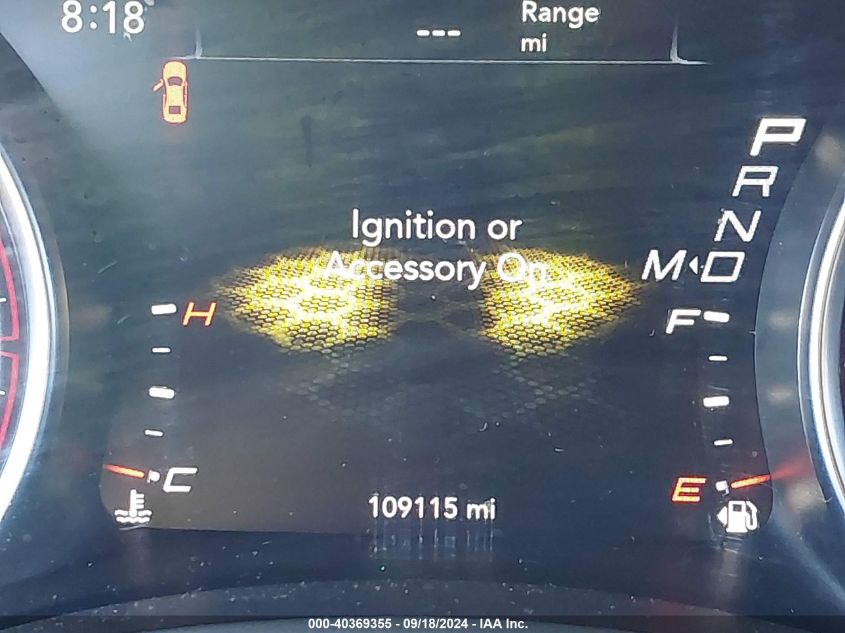 8:18
--- Range
mi
P
R
Ignition or
N
Accessory On
M D
H
F
C
E
109115 mi
000-40369355 - 09/18/2024 - IAA Inc.